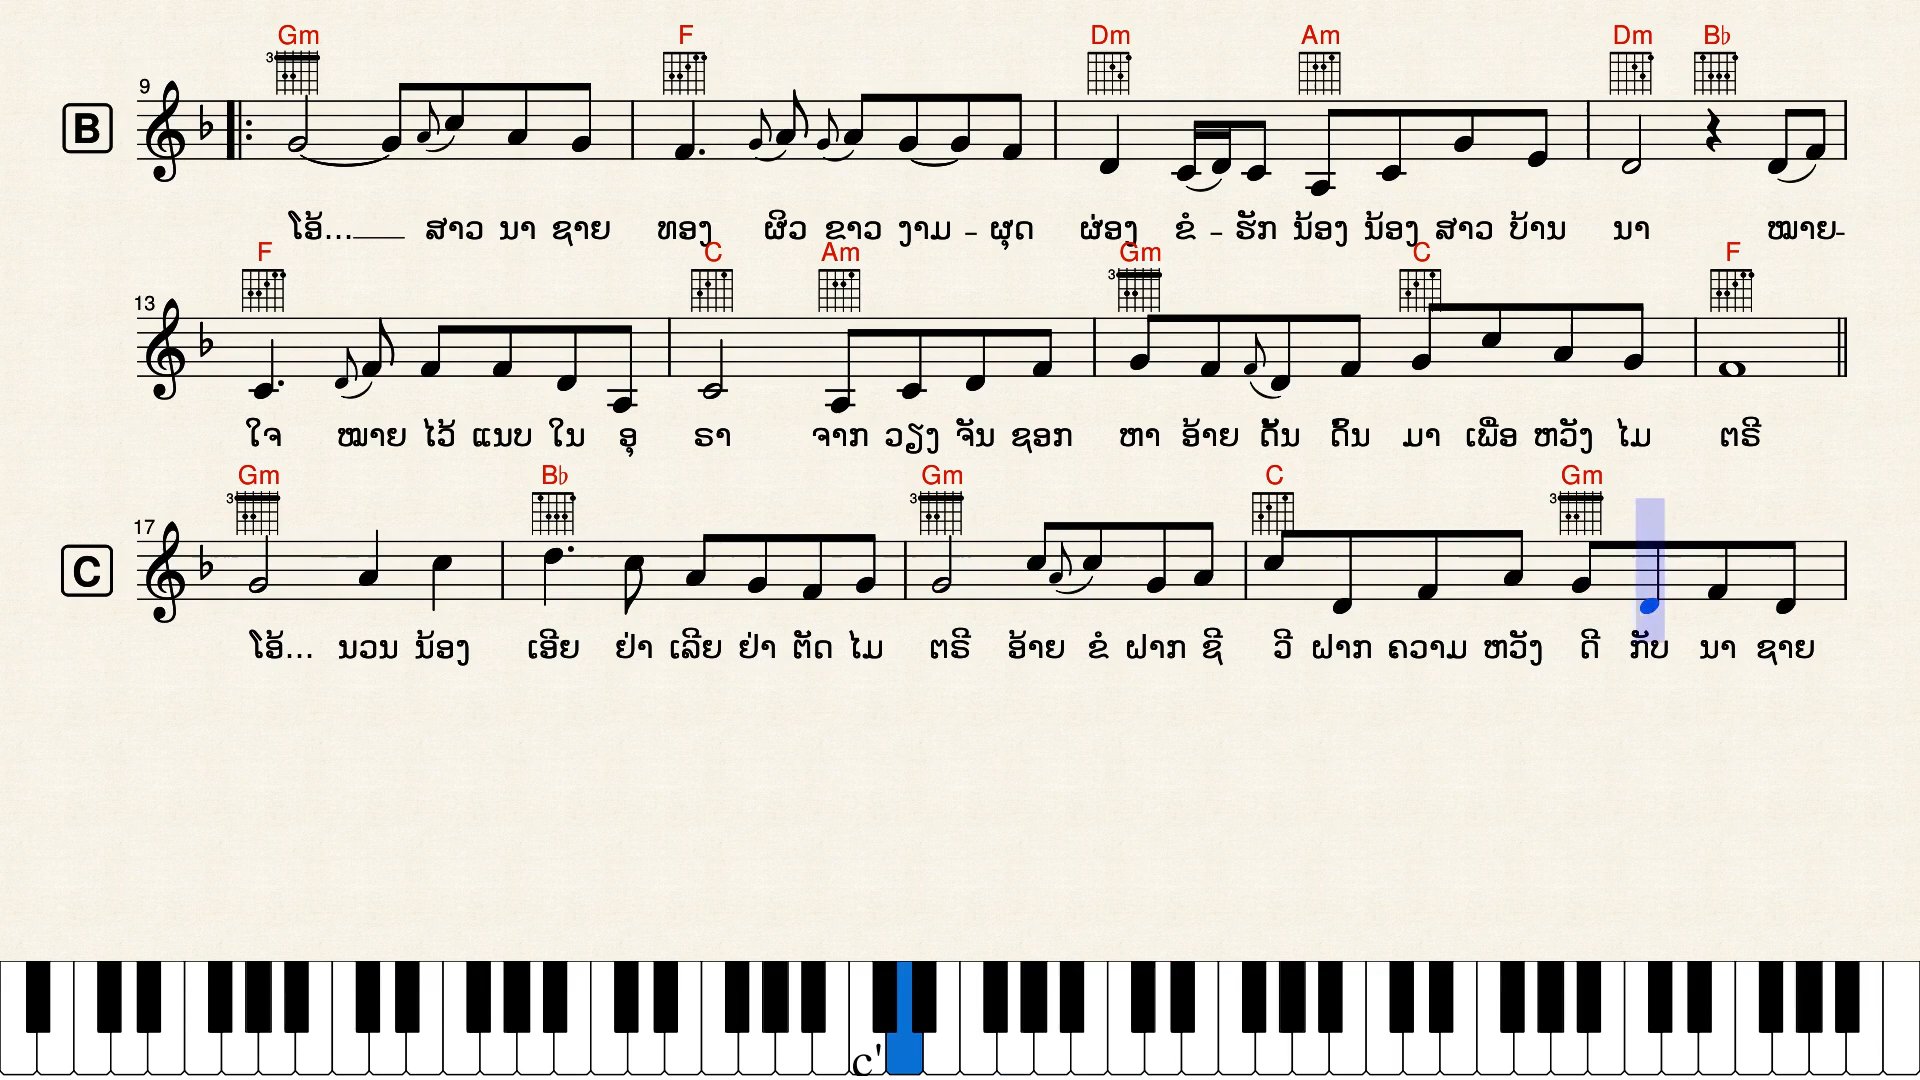 Gm F Dm Am Dm B♭
9
B
ໂອ້... ສາວ ນາ ຊາຍ ທອງ ຜິວ ຂາວ ງາມ - ຜຸດ ຜ່ອງ ຂໍ - ຮັກ ນ້ອງ ນ້ອງ ສາວ ບ້ານ ນາ ໝາຍ-
F C Am Gm C F
13
ໃຈ ໝາຍ ໄວ້ ແນບ ໃນ ອຸ ຣາ ຈາກ ວຽງ ຈັນ ຊອກ ຫາ ອ້າຍ ດັ້ນ ດົ້ນ ມາ ເພື່ອ ຫວັງ ໄມ ຕຣີ
Gm B♭ Gm C Gm
17
C
ໂອ້... ນວນ ນ້ອງ ເອີຍ ຢ່າ ເລີຍ ຢ່າ ຕັດ ໄມ ຕຣີ ອ້າຍ ຂໍ ຝາກ ຊີ ວີ ຝາກ ຄວາມ ຫວັງ ດີ ກັບ ນາ ຊາຍ
c'